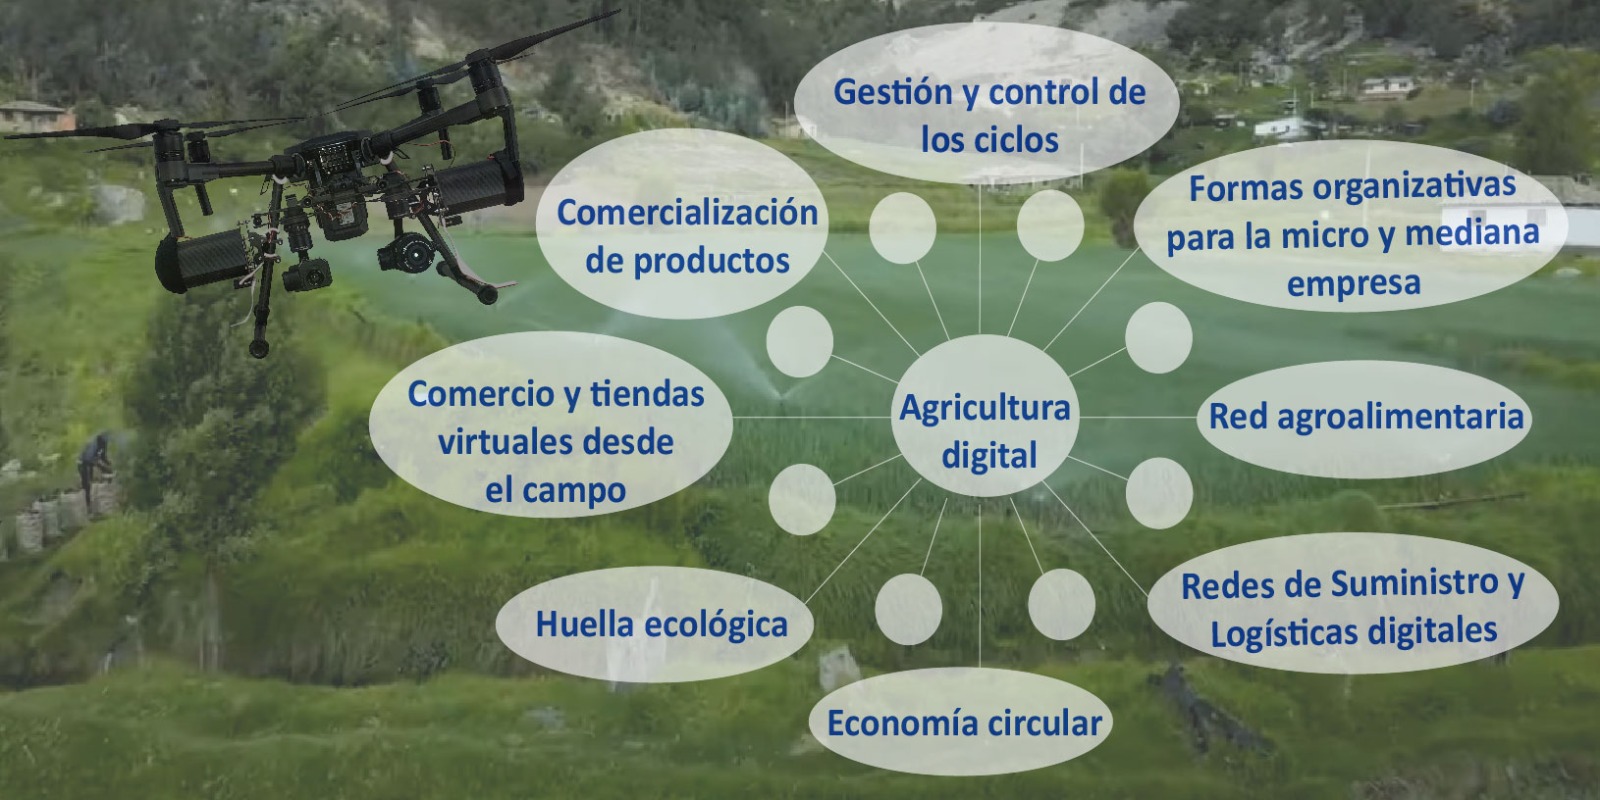 Gestión y control de
los ciclos
Formas organizativas
para la micro y mediana
empresa
Comercialización
de productos
Comercio y tiendas
virtuales desde
el campo
Agricultura
digital
Red agroalimentaria
Huella ecológica
Redes de Suministro y
Logísticas digitales
Economía circular